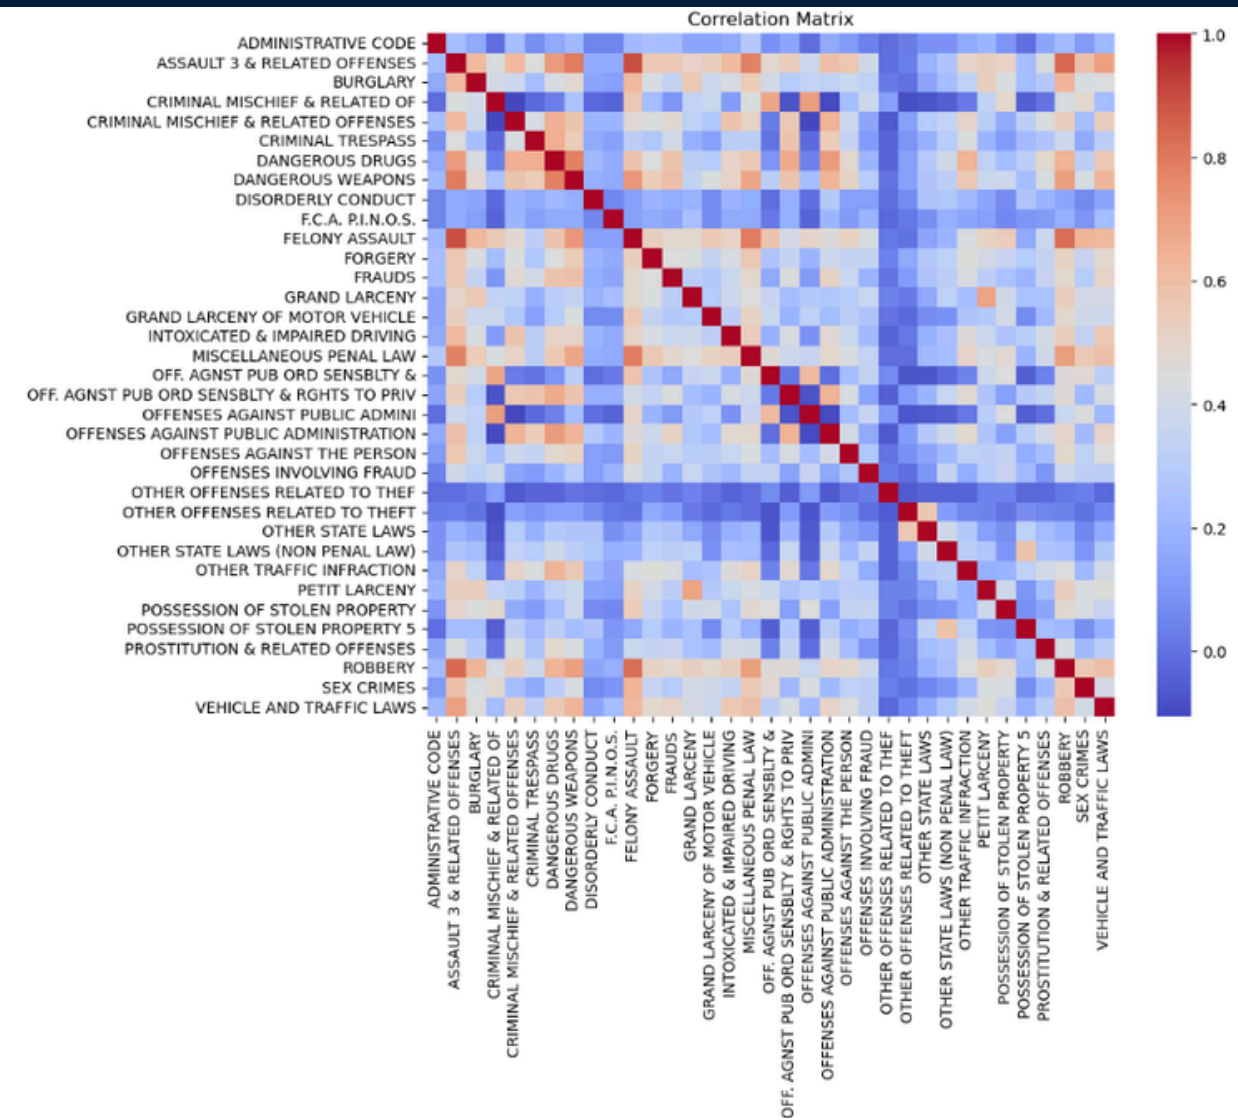 Correlation Matrix
ADMINISTRATIVE CODE
ASSAULT 3 & RELATED OFFENSES
BURGLARY
CRIMINAL MISCHIEF & RELATED OF
CRIMINAL MISCHIEF & RELATED OFFENSES
CRIMINAL TRESPASS
DANGEROUS DRUGS
DANGEROUS WEAPONS
DISORDERLY CONDUCT
F.C.A. P.I.N.O.S.
FELONY ASSAULT
FORGERY
FRAUDS
GRAND LARCENY
GRAND LARCENY OF MOTOR VEHICLE
INTOXICATED & IMPAIRED DRIVING
MISCELLANEOUS PENAL LAW
OFF. AGNST PUB ORD SENSBLTY &
OFF. AGNST PUB ORD SENSBLTY & RGHTS TO PRIV
OFFENSES AGAINST PUBLIC ADMINI
OFFENSES AGAINST PUBLIC ADMINISTRATION
OFFENSES AGAINST THE PERSON
OFFENSES INVOLVING FRAUD
OTHER OFFENSES RELATED TO THEF
OTHER OFFENSES RELATED TO THEFT
OTHER STATE LAWS
OTHER STATE LAWS (NON PENAL LAW)
OTHER TRAFFIC INFRACTION
PETIT LARCENY
POSSESSION OF STOLEN PROPERTY
POSSESSION OF STOLEN PROPERTY 5
PROSTITUTION & RELATED OFFENSES
ROBBERY
SEX CRIMES
VEHICLE AND TRAFFIC LAWS
ADMINISTRATIVE CODE
ASSAULT 3 & RELATED OFFENSES
BURGLARY
CRIMINAL MISCHIEF & RELATED OF
CRIMINAL MISCHIEF & RELATED OFFENSES
CRIMINAL TRESPASS
DANGEROUS DRUGS
DANGEROUS WEAPONS
DISORDERLY CONDUCT
F.C.A. P.I.N.O.S.
FELONY ASSAULT
FORGERY
FRAUDS
GRAND LARCENY
GRAND LARCENY OF MOTOR VEHICLE
INTOXICATED & IMPAIRED DRIVING
MISCELLANEOUS PENAL LAW
OFF. AGNST PUB ORD SENSBLTY &
OFF. AGNST PUB ORD SENSBLTY & RGHTS TO PRIV
OFFENSES AGAINST PUBLIC ADMINI
OFFENSES AGAINST PUBLIC ADMINISTRATION
OFFENSES AGAINST THE PERSON
OFFENSES INVOLVING FRAUD
OTHER OFFENSES RELATED TO THEF
OTHER OFFENSES RELATED TO THEFT
OTHER STATE LAWS
OTHER STATE LAWS (NON PENAL LAW)
OTHER TRAFFIC INFRACTION
PETIT LARCENY
POSSESSION OF STOLEN PROPERTY
POSSESSION OF STOLEN PROPERTY 5
PROSTITUTION & RELATED OFFENSES
ROBBERY
SEX CRIMES
VEHICLE AND TRAFFIC LAWS
1.0
0.8
0.6
0.4
0.2
0.0